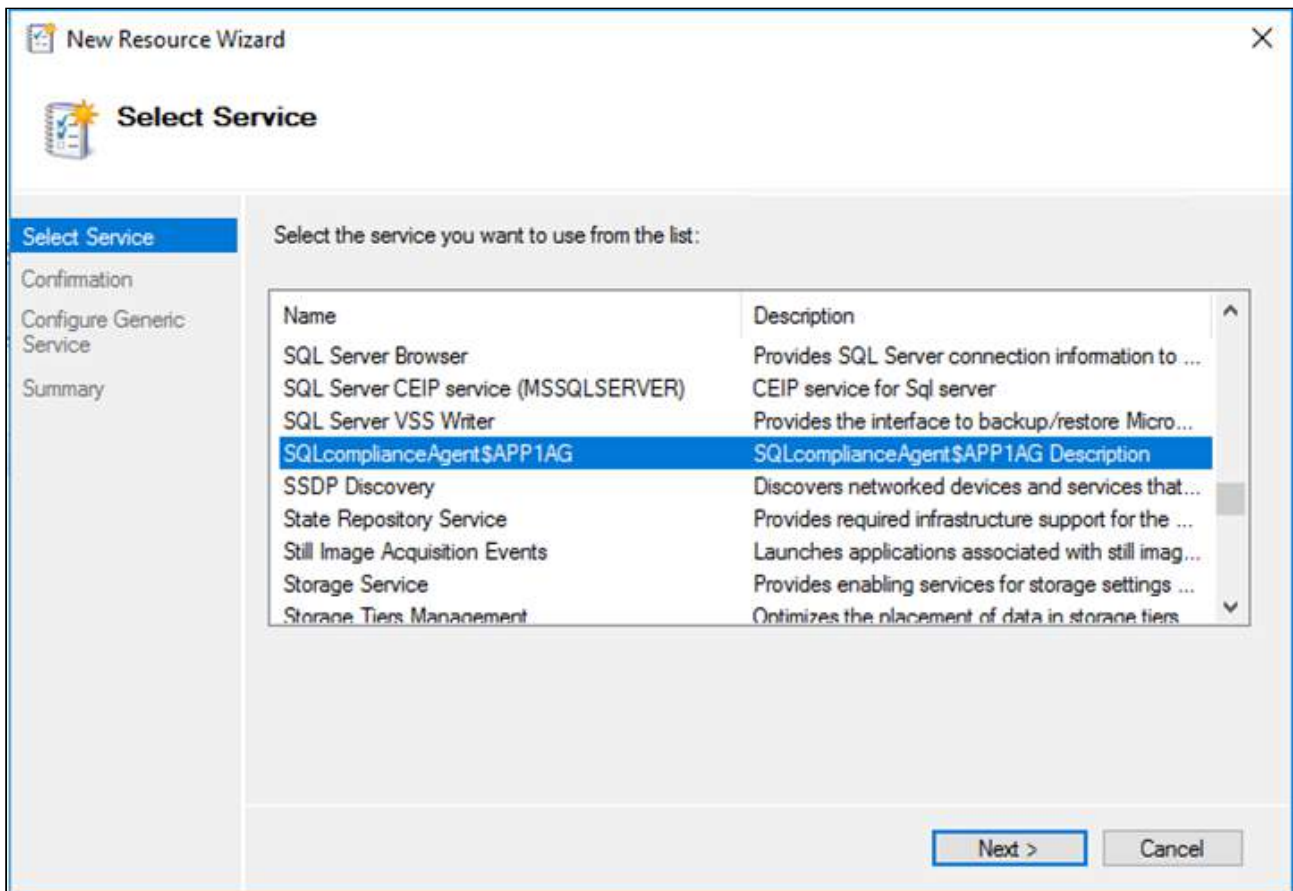 New Resource Wizard
Select Service
Select Service
Confirmation
Configure Generic
Service
Summary
Select the service you want to use from the list:
Name Description
SQL Server Browser Provides SQL Server connection information to ...
SQL Server CEIP service (MSSQLSERVER) CEIP service for Sql server
SQL Server VSS Writer Provides the interface to backup/restore Micro...
SQLcomplianceAgent$APP1AG SQLcomplianceAgent$APP1AG Description
SSDP Discovery Discovers networked devices and services that...
State Repository Service Provides required infrastructure support for the ...
Still Image Acquisition Events Launches applications associated with still imag...
Storage Service Provides enabling services for storage settings ...
Storage Tiers Management Optimizes the placement of data in storage tiers
Next > Cancel